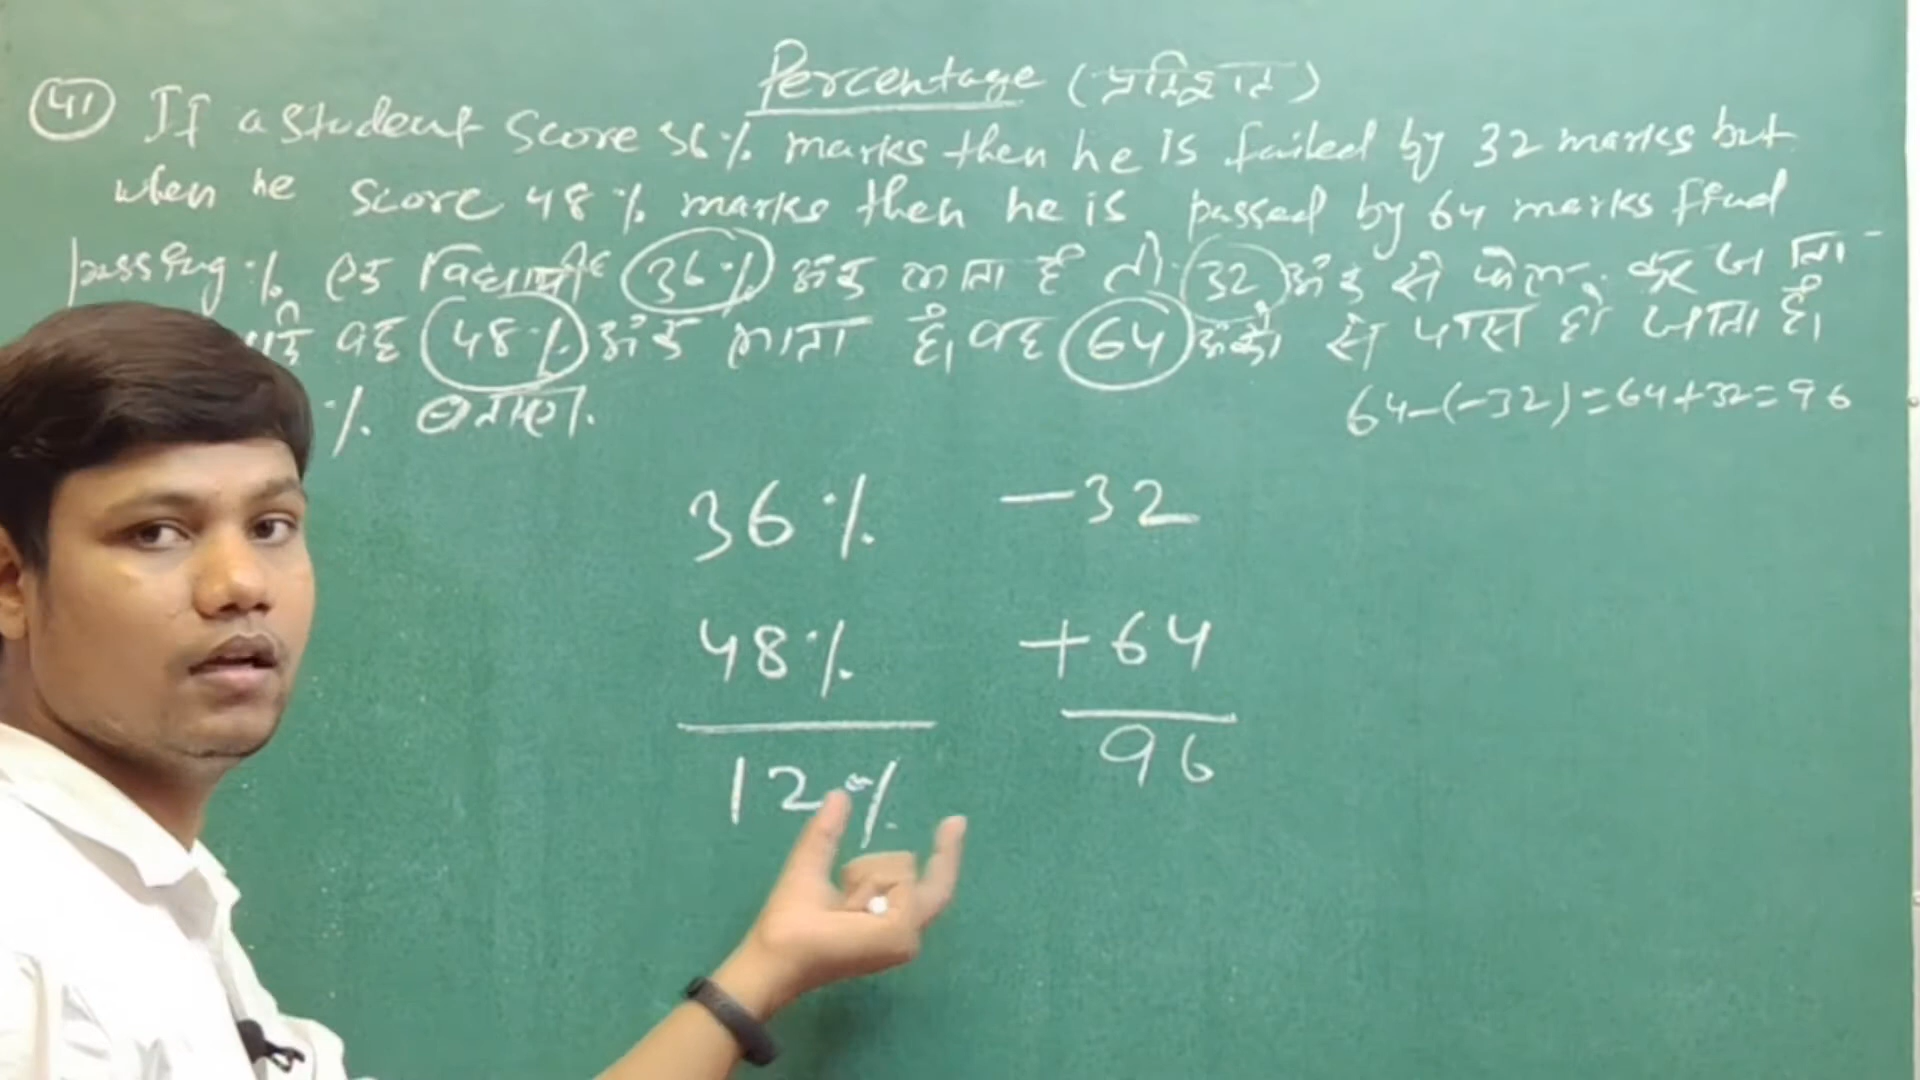 Percentage (प्रतिशत)
41 If a student score 36% marks then he is failed by 32 marks but
when he score 48% marks then he is passed by 64 marks find
passing % एक विद्यार्थी 36% अंक लाता है तो 32 अंक से फेल कर जाता
वह 48% अंक लाता है, वह 64 अंको से पास हो जाता है।
% बताए।
64-(-32)=64+32=96
36% -32
48% +64
12% 96